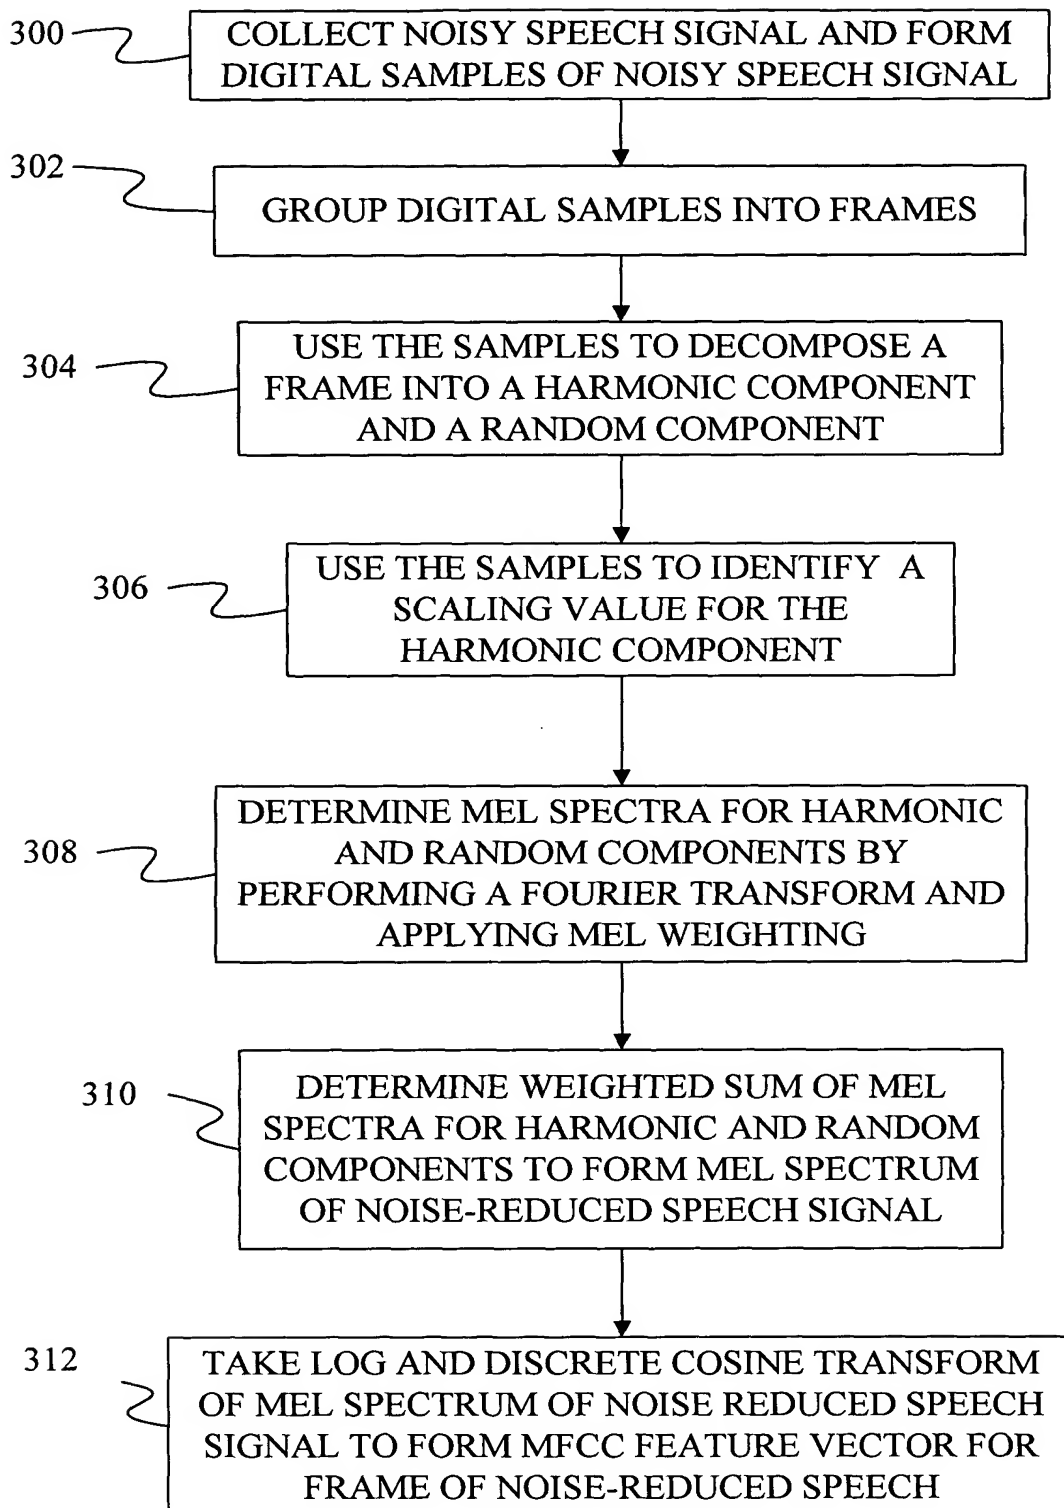 300
COLLECT NOISY SPEECH SIGNAL AND FORM
DIGITAL SAMPLES OF NOISY SPEECH SIGNAL
302
GROUP DIGITAL SAMPLES INTO FRAMES
304
USE THE SAMPLES TO DECOMPOSE A
FRAME INTO A HARMONIC COMPONENT
AND A RANDOM COMPONENT
306
USE THE SAMPLES TO IDENTIFY A
SCALING VALUE FOR THE
HARMONIC COMPONENT
308
DETERMINE MEL SPECTRA FOR HARMONIC
AND RANDOM COMPONENTS BY
PERFORMING A FOURIER TRANSFORM AND
APPLYING MEL WEIGHTING
310
DETERMINE WEIGHTED SUM OF MEL
SPECTRA FOR HARMONIC AND RANDOM
COMPONENTS TO FORM MEL SPECTRUM
OF NOISE-REDUCED SPEECH SIGNAL
312
TAKE LOG AND DISCRETE COSINE TRANSFORM
OF MEL SPECTRUM OF NOISE REDUCED SPEECH
SIGNAL TO FORM MFCC FEATURE VECTOR FOR
FRAME OF NOISE-REDUCED SPEECH